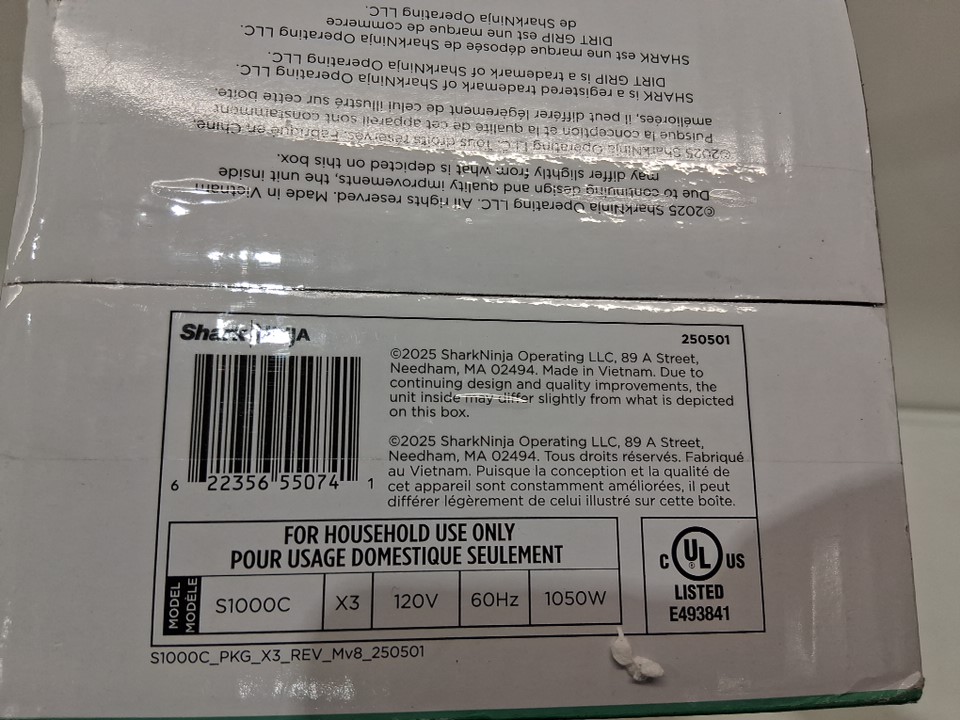 ©2025 SharkNinja Operating LLC. All rights reserved. Made in Vietnam
Due to continuing design and quality improvements, the unit inside
may differ slightly from what is depicted on this box.
©2025 SharkNinja Operating LLC. Tous droits réservés. Fabriqué en Chine.
Puisque la conception et la qualité de cet appareil sont constamment
améliorées, il peut différer légèrement de celui illustré sur cette boîte.
SHARK is a registered trademark of SharkNinja Operating LLC.
DIRT GRIP is a trademark of SharkNinja Operating LLC.
SHARK est une marque déposée de SharkNinja Operating LLC.
DIRT GRIP est une marque de commerce
de SharkNinja Operating LLC.
SharkNINJA
250501
©2025 SharkNinja Operating LLC, 89 A Street,
Needham, MA 02494. Made in Vietnam. Due to
continuing design and quality improvements, the
unit inside may differ slightly from what is depicted
on this box.
©2025 SharkNinja Operating LLC, 89 A Street,
Needham, MA 02494. Tous droits réservés. Fabriqué
au Vietnam. Puisque la conception et la qualité de
cet appareil sont constamment améliorées, il peut
différer légèrement de celui illustré sur cette boîte.
6 22356 55074 1
FOR HOUSEHOLD USE ONLY
POUR USAGE DOMESTIQUE SEULEMENT
MODEL
MODÈLE
S1000C X3 120V 60Hz 1050W
C UL ® US
LISTED
E493841
S1000C_PKG_X3_REV_Mv8_250501